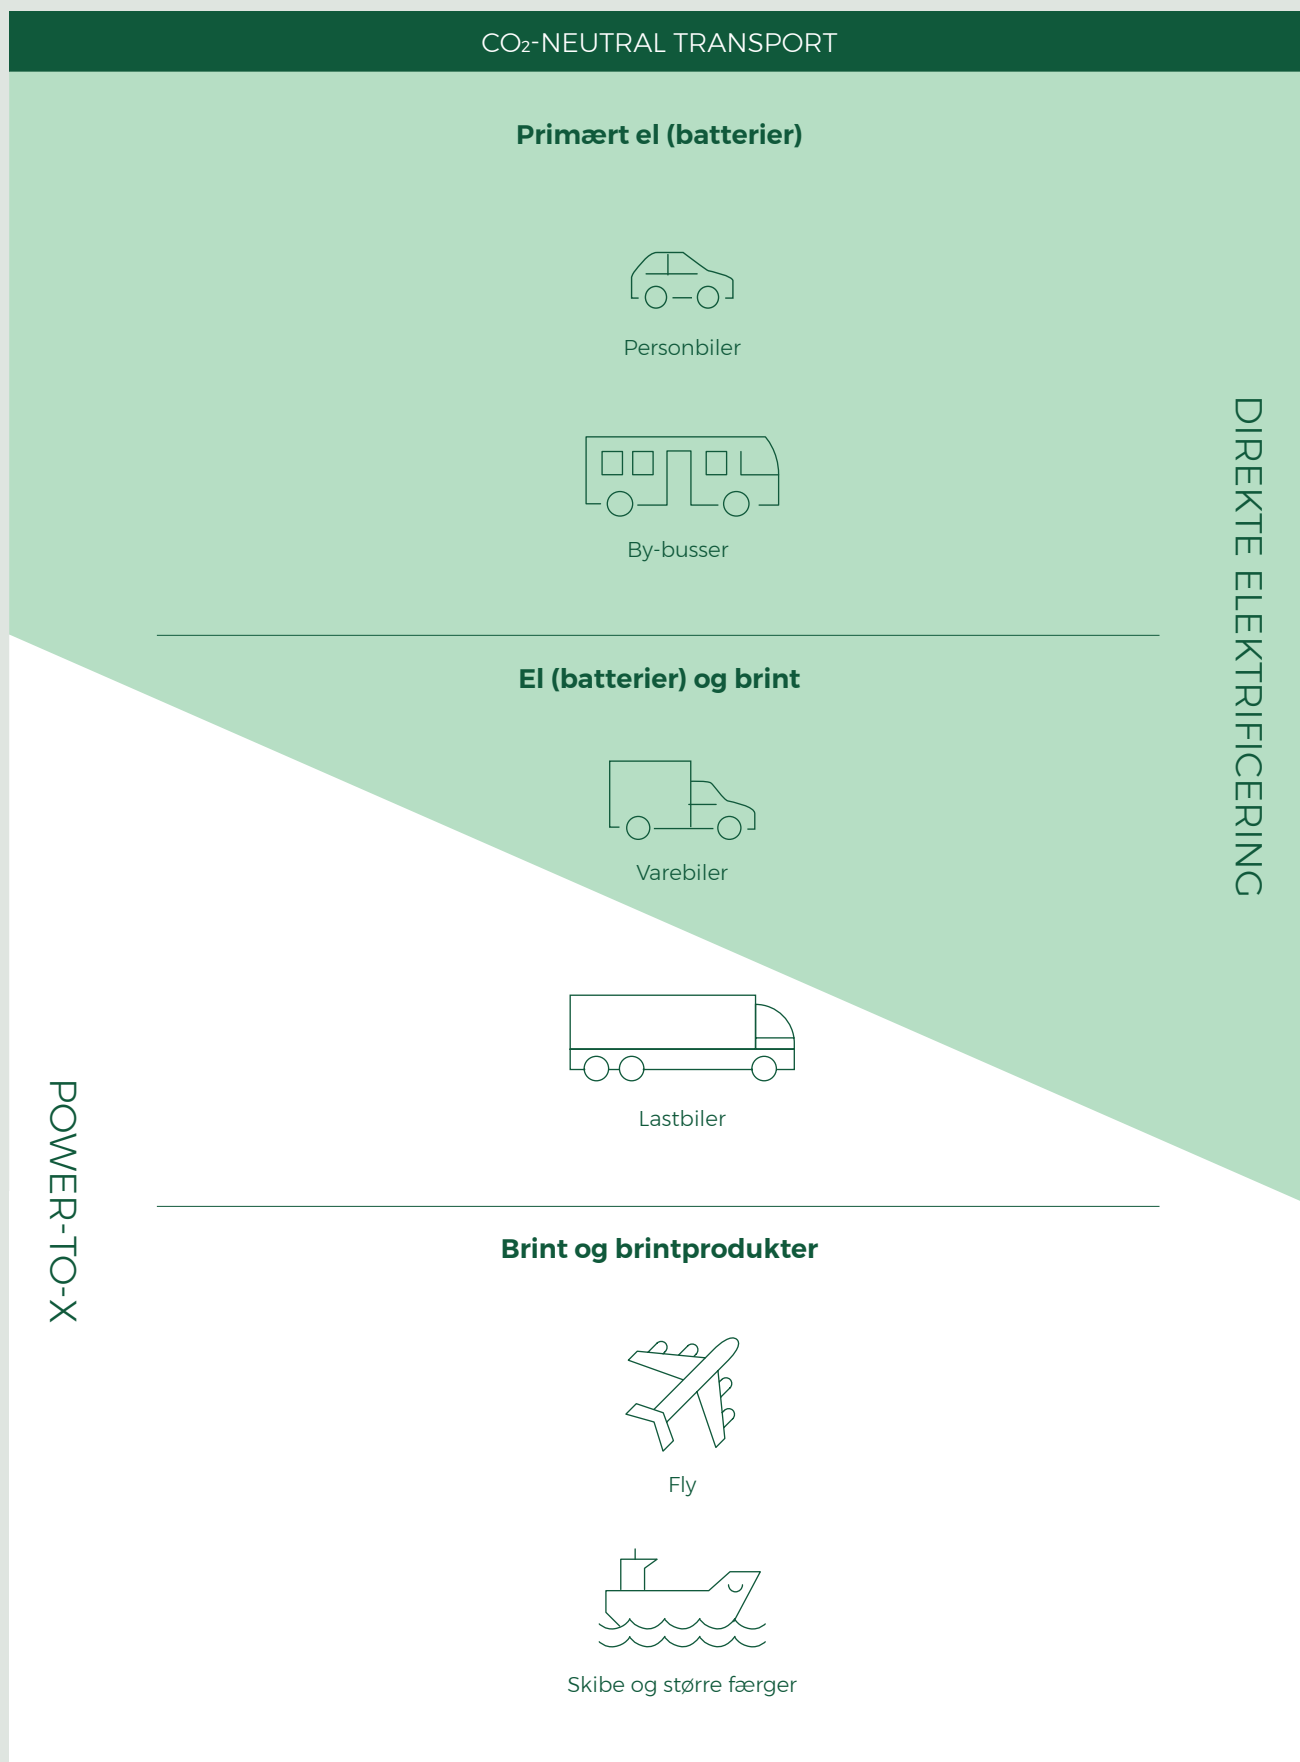 CO₂-NEUTRAL TRANSPORT
Primært el (batterier)
Personbiler
By-busser
DIREKTE ELEKTRIFICERING
El (batterier) og brint
Varebiler
Lastbiler
POWER-TO-X
Brint og brintprodukter
Fly
Skibe og større færger